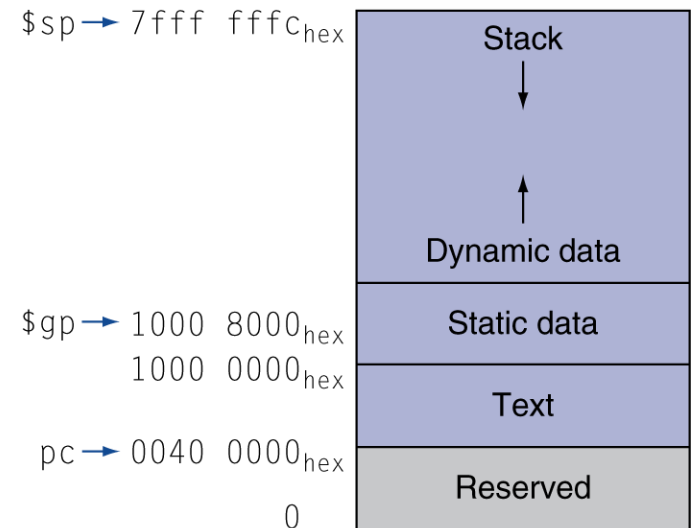 $sp → 7fff fffc hex
Stack
Dynamic data
$gp → 1000 8000 hex
Static data
1000 0000 hex
Text
pc → 0040 0000 hex
Reserved
0